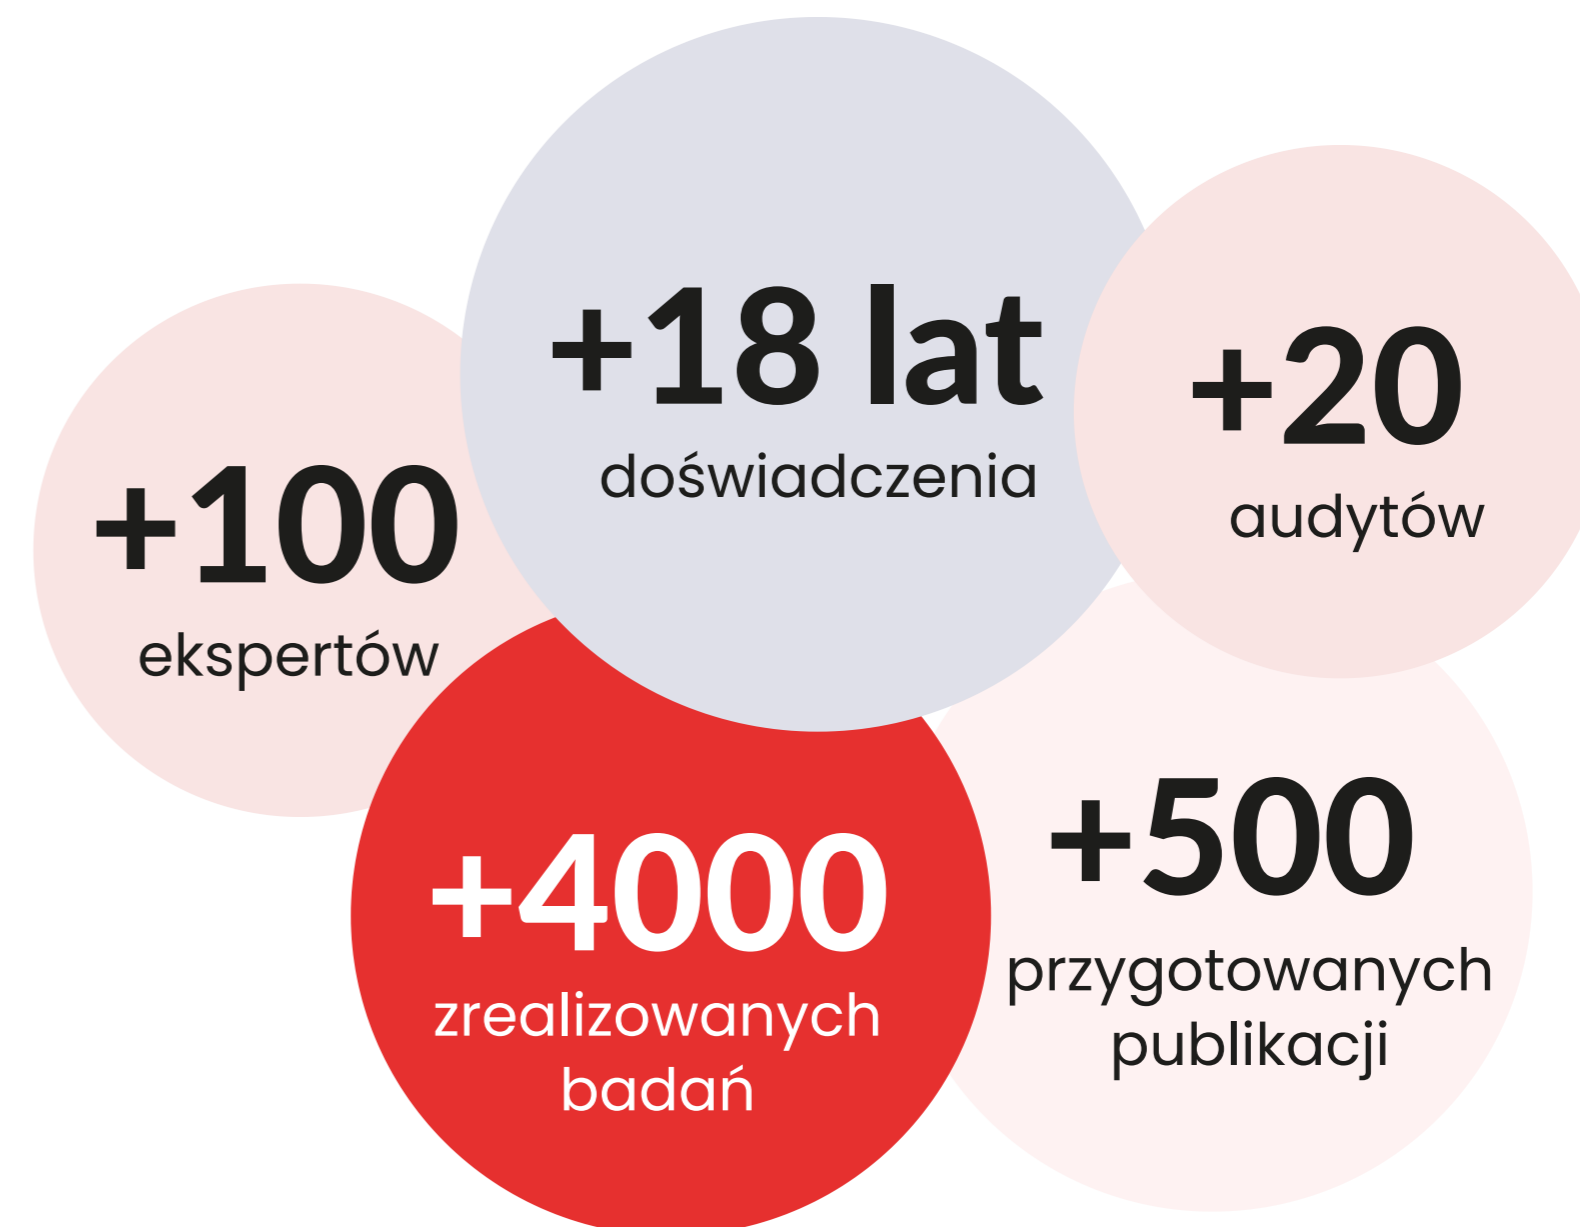 +18 lat
doświadczenia
+20
audytów
+100
ekspertów
+4000
zrealizowanych
badań
+500
przygotowanych
publikacji